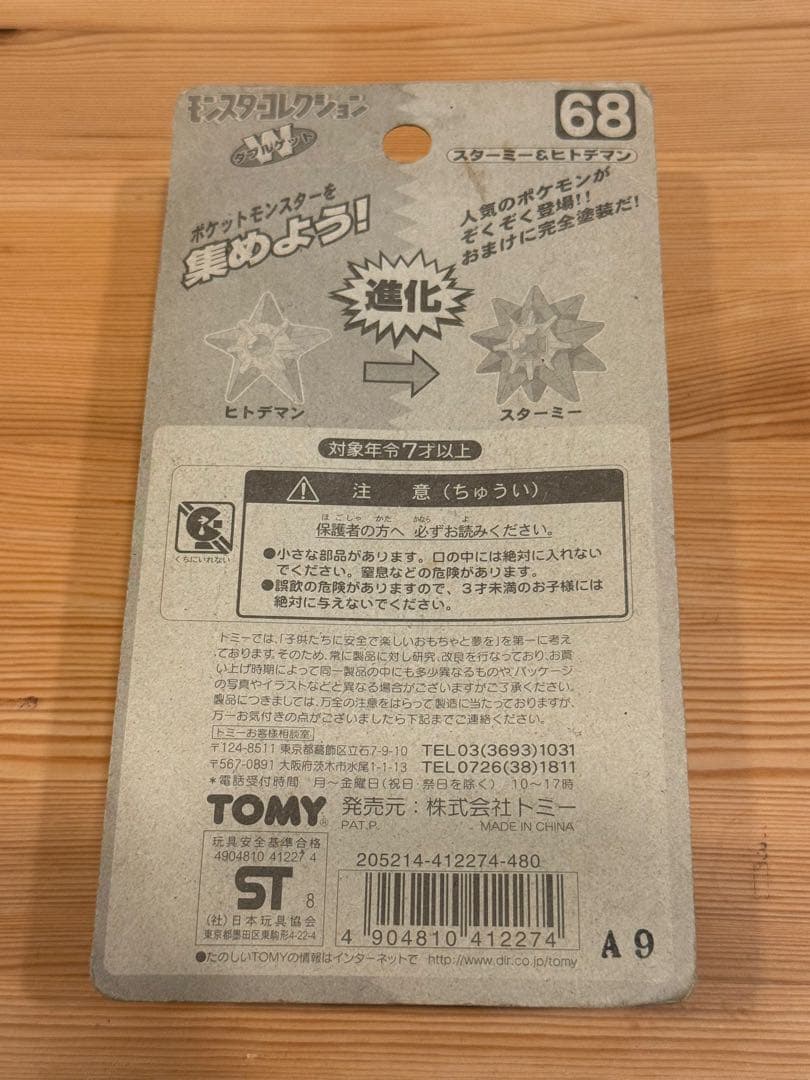 モンスターコレクション
W
ダブルゲット
68
スターミー&ヒトデマン
ポケットモンスターを
集めよう!
人気のポケモンが
ぞくぞく登場!!
おまけに完全塗装だ!
進化
ヒトデマン
スターミー
対象年令7才以上
注 意(ちゅうい)
くちにいれない
ほごしゃ かた かなら よ
保護者の方へ 必ずお読みください。
●小さな部品があります。口の中には絶対に入れない
でください。窒息などの危険があります。
●誤飲の危険がありますので、3才未満のお子様には
絶対に与えないでください。
トミーでは、「子供たちに安全で楽しいおもちゃと夢を」を第一に考え
ております。そのため、常に製品に対し研究、改良を行なっており、お買
い上げ時期によって同一製品の中にも多少異なるものや、パッケージ
の写真やイラストなどと異なる場合がございますがご了承ください。
製品につきましては、万全の注意をはらって製造に当たっておりますが、
万一お気付きの点がございましたら下記までご連絡ください。
トミーお客様相談室
〒124-8511 東京都葛飾区立石7-9-10 TEL03(3693)1031
〒567-0891 大阪府茨木市水尾1-1-13 TEL0726(38)1811
*電話受付時間 月〜金曜日(祝日・祭日を除く) 10〜17時
TOMY® 発売元:株式会社トミー
PAT.P. MADE IN CHINA
玩具安全基準合格
4904810 41227 4
ST 8
(社)日本玩具協会
東京都墨田区東駒形4-22-4
205214-412274-480
4 904810 412274
A 9
●たのしいTOMYの情報はインターネットで http://www.dir.co.jp/tomy